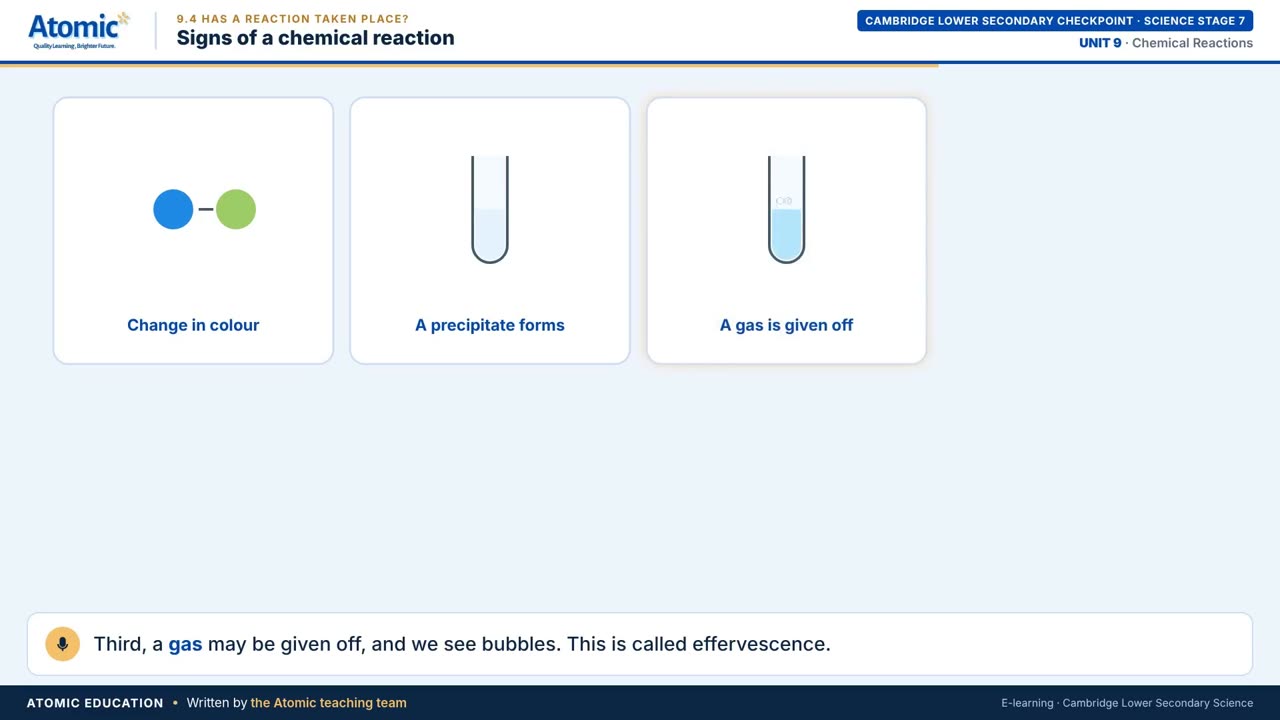 Atomic
Quality Learning, Brighter Future.
9.4 HAS A REACTION TAKEN PLACE?
Signs of a chemical reaction
CAMBRIDGE LOWER SECONDARY CHECKPOINT · SCIENCE STAGE 7
UNIT 9 · Chemical Reactions
Change in colour
A precipitate forms
A gas is given off
Third, a gas may be given off, and we see bubbles. This is called effervescence.
ATOMIC EDUCATION • Written by the Atomic teaching team
E-learning · Cambridge Lower Secondary Science